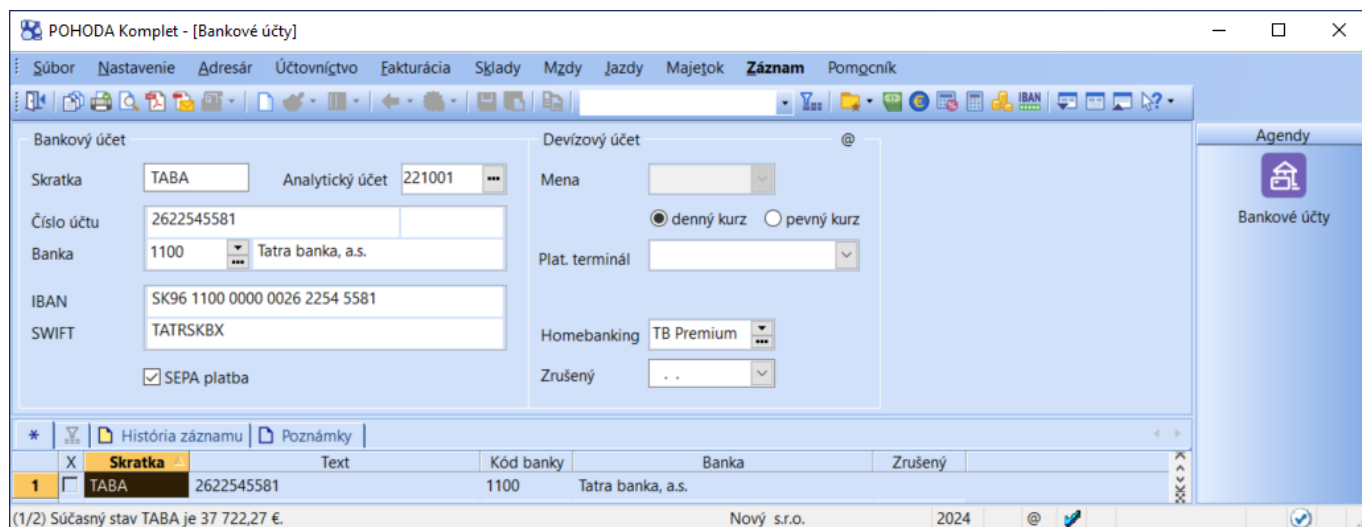 POHODA Komplet - [Bankové účty]
Súbor Nastavenie Adresár Účtovníctvo Fakturácia Sklady Mzdy Jazdy Majetok Záznam Pomocník
IBAN
Bankový účet
Devízový účet @
Agendy
Skratka TABA Analytický účet 221001
Mena
Číslo účtu 2622545581
denný kurz pevný kurz
Bankové účty
Banka 1100 Tatra banka, a.s.
Plat. terminál
IBAN SK96 1100 0000 0026 2254 5581
SWIFT TATRSKBX
Homebanking TB Premium
SEPA platba
Zrušený . .
* História záznamu Poznámky
X Skratka Text Kód banky Banka Zrušený
1 TABA 2622545581 1100 Tatra banka, a.s.
(1/2) Súčasný stav TABA je 37 722,27 €. Nový s.r.o. 2024 @